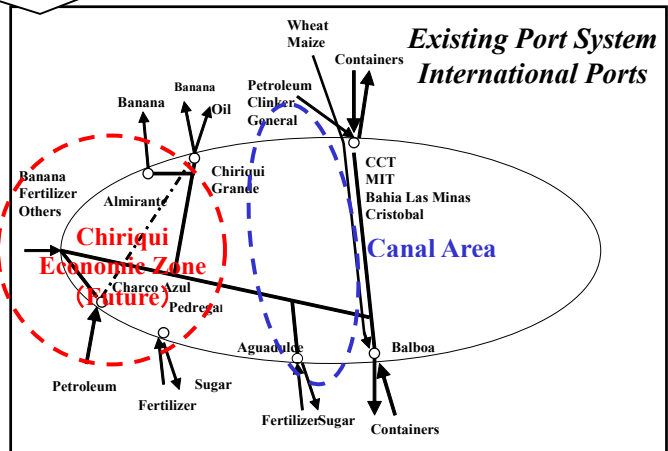 Existing Port System
International Ports
Wheat
Maize
Containers
Petroleum
Clinker
General
Banana
Oil
Banana
Banana
Fertilizer
Others
Almirante
Chiriqui
Grande
CCT
MIT
Bahia Las Minas
Cristobal
Chiriqui
Economic Zone
(Future)
Canal Area
Charco Azul
Pedregal
Aguadulce
Balboa
Petroleum
Sugar
Fertilizer
FertilizerSugar
Containers